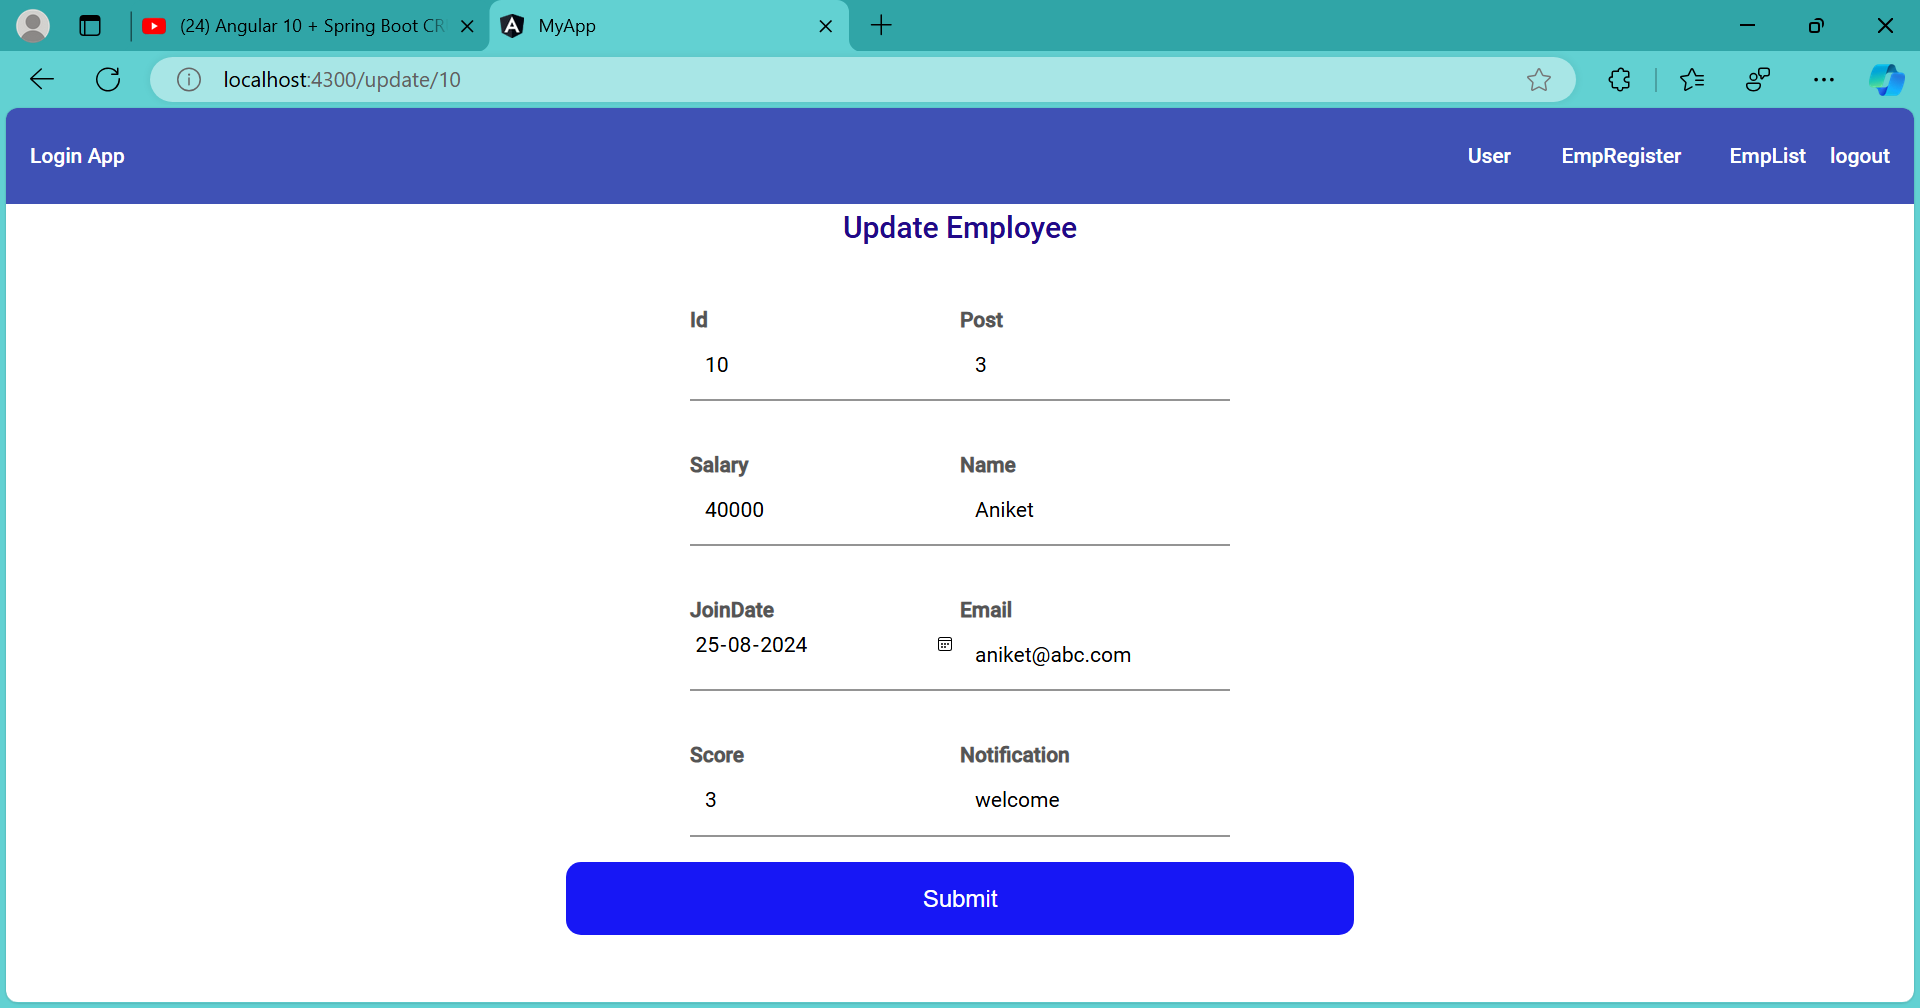 (24) Angular 10 + Spring Boot CR
MyApp
localhost:4300/update/10
Login App
User EmpRegister EmpList logout
Update Employee
Id Post
10 3
Salary Name
40000 Aniket
JoinDate Email
25-08-2024 aniket@abc.com
Score Notification
3 welcome
Submit